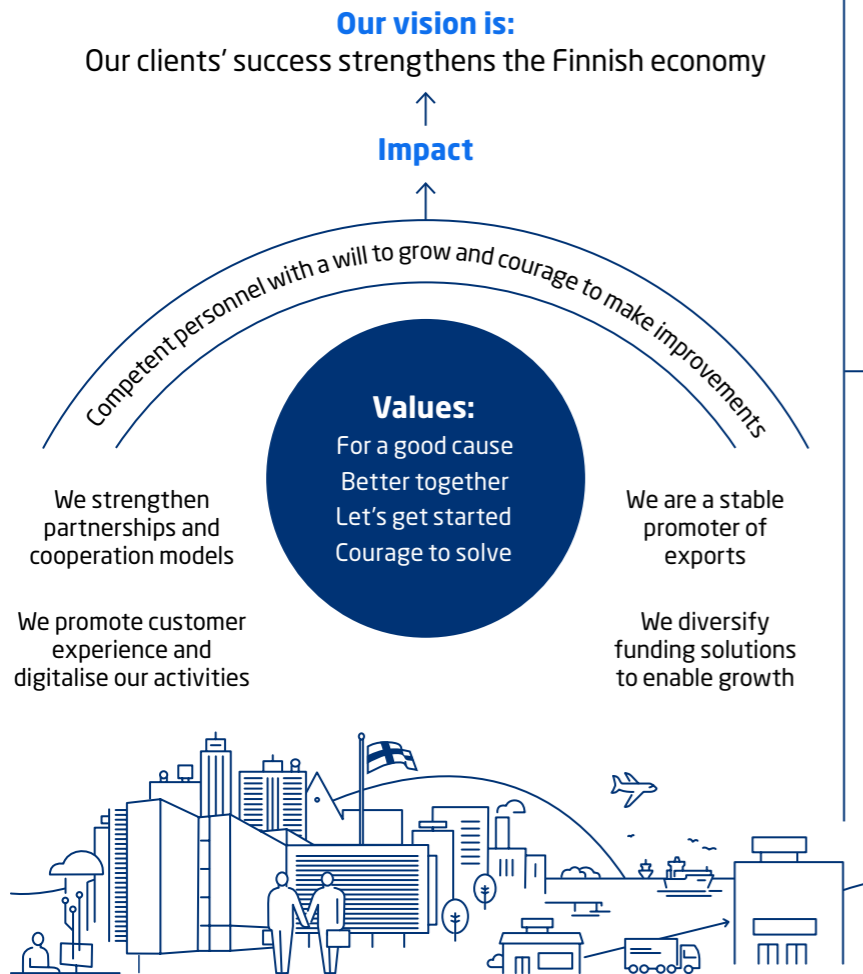 Our vision is:
Our clients’ success strengthens the Finnish economy
Impact
Competent personnel with a will to grow and courage to make improvements
Values:
For a good cause
Better together
Let’s get started
Courage to solve
We strengthen
partnerships and
cooperation models
We promote customer
experience and
digitalise our activities
We are a stable
promoter of
exports
We diversify
funding solutions
to enable growth